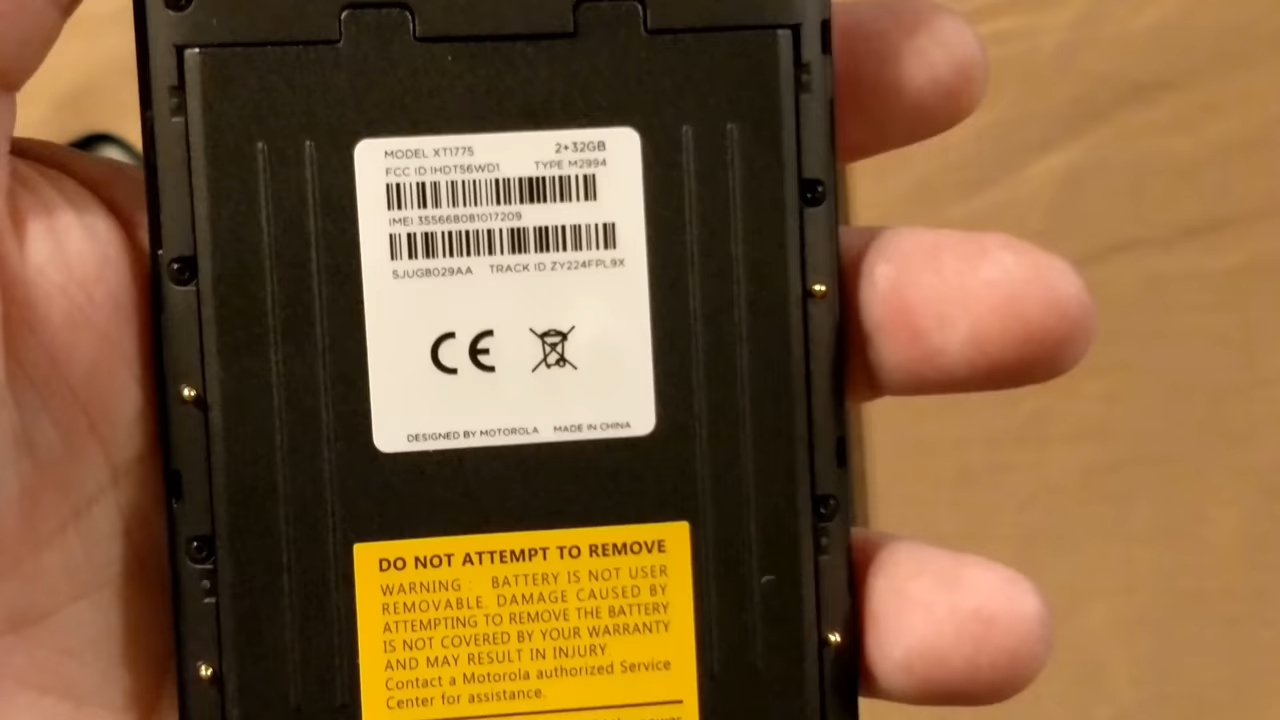 MODEL XT1775 2+32GB
FCC ID IHDT56WD1 TYPE M2994
IMEI 355668081017209
SJUG8029AA TRACK ID ZY224FPL9X
CE
DESIGNED BY MOTOROLA MADE IN CHINA
DO NOT ATTEMPT TO REMOVE
WARNING : BATTERY IS NOT USER
REMOVABLE. DAMAGE CAUSED BY
ATTEMPTING TO REMOVE THE BATTERY
IS NOT COVERED BY YOUR WARRANTY
AND MAY RESULT IN INJURY.
Contact a Motorola authorized Service
Center for assistance.